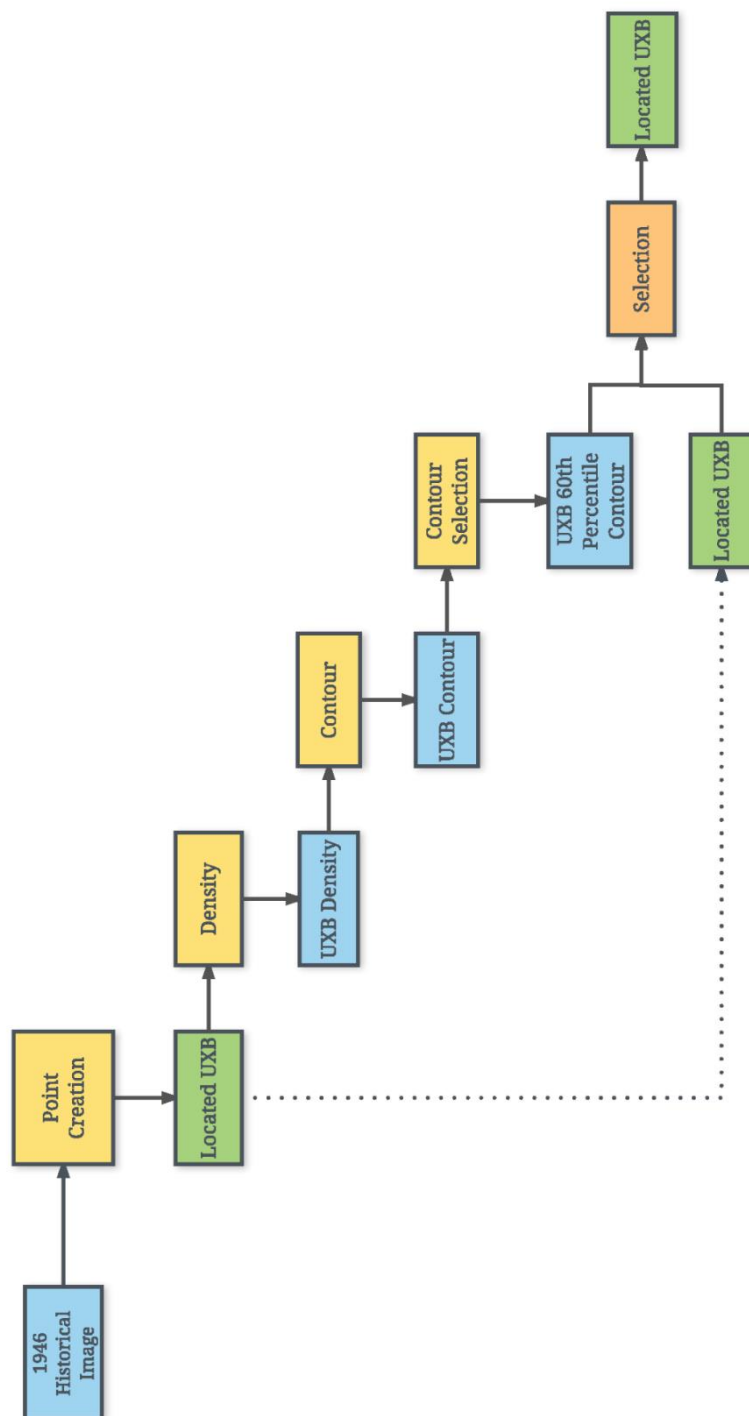 1946
Historical
Image
Point
Creation
Located UXB
Density
UXB Density
Contour
UXB Contour
Contour
Selection
UXB 60th
Percentile
Contour
Located UXB
Selection
Located UXB